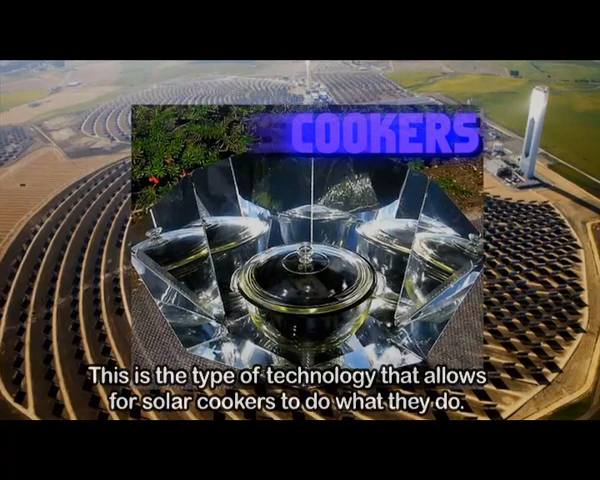 COOKERS
This is the type of technology that allows
for solar cookers to do what they do.